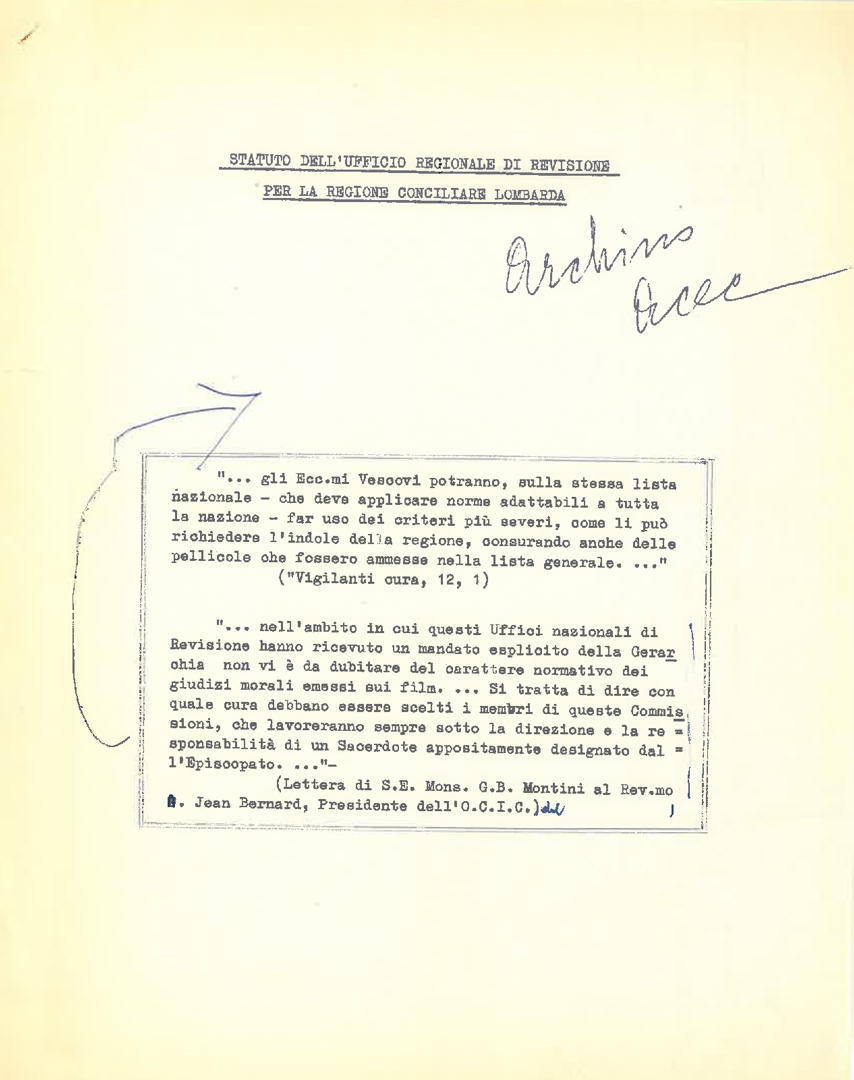 STATUTO DELL'UFFICIO REGIONALE DI REVISIONE
PER LA REGIONE CONCILIARE LOMBARDA
Archivio
Acec
"... gli Ecc.mi Vescovi potranno, sulla stessa lista
nazionale - che deve applicare norme adattabili a tutta
la nazione - far uso dei criteri più severi, come li può
richiedere l'indole della regione, consurando anche delle
pellicole che fossero ammesse nella lista generale. ..."
("Vigilanti cura, 12, 1)
"... nell'ambito in cui questi Uffici nazionali di
Revisione hanno ricevuto un mandato esplicito della Gerar
chia non vi è da dubitare del carattere normativo dei
giudizi morali emessi sui film. ... Si tratta di dire con
quale cura debbano essere scelti i membri di queste Commis
sioni, che lavoreranno sempre sotto la direzione e la re =
sponsabilità di un Sacerdote appositamente designato dal =
l'Episcopato. ..."-
(Lettera di S.E. Mons. G.B. Montini al Rev.mo
. Jean Bernard, Presidente dell'O.C.I.C.) del